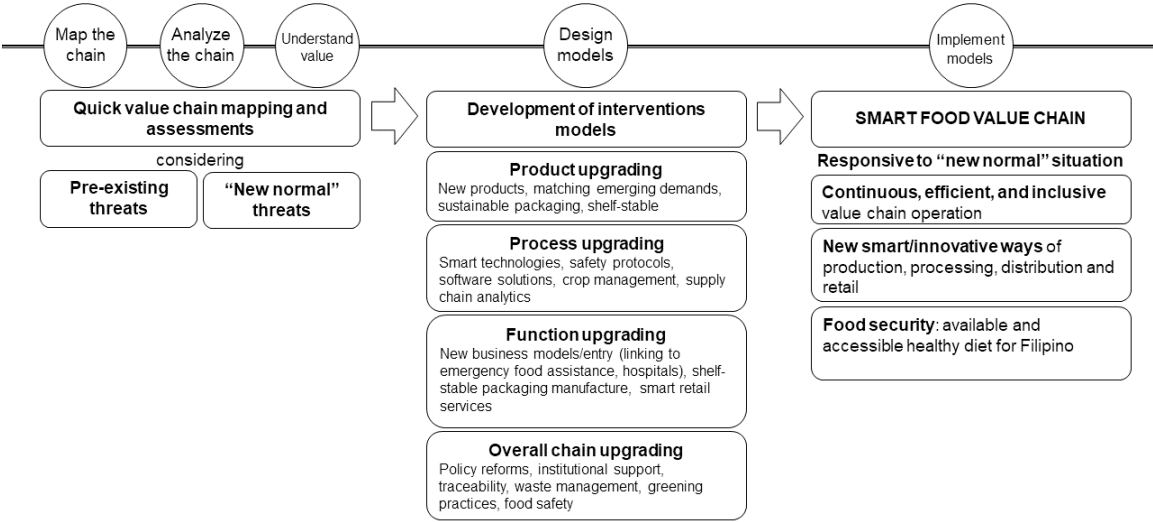 Map the
chain
Analyze
the chain
Understand
value
Design
models
Implement
models
Quick value chain mapping and
assessments
considering
Pre-existing
threats
“New normal”
threats
Development of interventions
models
Product upgrading
New products, matching emerging demands,
sustainable packaging, shelf-stable
Process upgrading
Smart technologies, safety protocols,
software solutions, crop management, supply
chain analytics
Function upgrading
New business models/entry (linking to
emergency food assistance, hospitals), shelf-
stable packaging manufacture, smart retail
services
Overall chain upgrading
Policy reforms, institutional support,
traceability, waste management, greening
practices, food safety
SMART FOOD VALUE CHAIN
Responsive to “new normal” situation
Continuous, efficient, and inclusive
value chain operation
New smart/innovative ways of
production, processing, distribution and
retail
Food security: available and
accessible healthy diet for Filipino